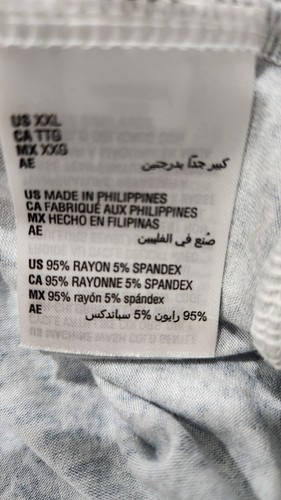 US XXL
CA TTG
MX XXG
AE كبير جدًا بدرجتين
US MADE IN PHILIPPINES
CA FABRIQUÉ AUX PHILIPPINES
MX HECHO EN FILIPINAS
AE صُنع في الفلبين
US 95% RAYON 5% SPANDEX
CA 95% RAYONNE 5% SPANDEX
MX 95% rayón 5% spándex
AE 95% رايون 5% سباندكس